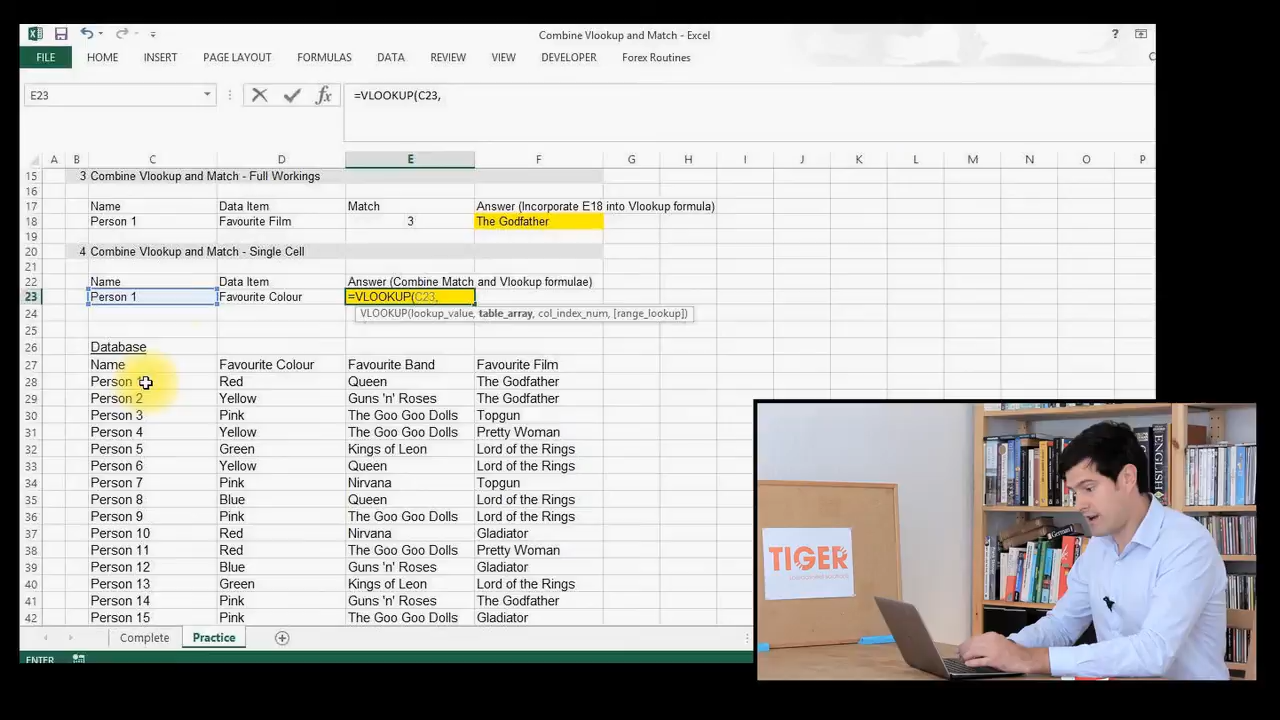 Combine Vlookup and Match - Excel
?
FILE HOME INSERT PAGE LAYOUT FORMULAS DATA REVIEW VIEW DEVELOPER Forex Routines C
E23 fx =VLOOKUP(C23,
A B C D E F G H I J K L M N O P
15 3 Combine Vlookup and Match - Full Workings
16
17 Name Data Item Match Answer (Incorporate E18 into Vlookup formula)
18 Person 1 Favourite Film 3 The Godfather
19
20 4 Combine Vlookup and Match - Single Cell
21
22 Name Data Item Answer (Combine Match and Vlookup formulae)
23 Person 1 Favourite Colour =VLOOKUP(C23,
24 VLOOKUP(lookup_value, table_array, col_index_num, [range_lookup])
25
26 Database
27 Name Favourite Colour Favourite Band Favourite Film
28 Person 1 Red Queen The Godfather
29 Person 2 Yellow Guns 'n' Roses The Godfather
30 Person 3 Pink The Goo Goo Dolls Topgun
31 Person 4 Yellow The Goo Goo Dolls Pretty Woman
32 Person 5 Green Kings of Leon Lord of the Rings
33 Person 6 Yellow Queen Lord of the Rings
34 Person 7 Pink Nirvana Topgun
35 Person 8 Blue Queen Lord of the Rings
36 Person 9 Pink The Goo Goo Dolls Lord of the Rings
37 Person 10 Red Nirvana Gladiator
38 Person 11 Red The Goo Goo Dolls Pretty Woman
39 Person 12 Blue Guns 'n' Roses Gladiator
40 Person 13 Green Kings of Leon Lord of the Rings
41 Person 14 Pink Guns 'n' Roses The Godfather
42 Person 15 Pink The Goo Goo Dolls Gladiator
Complete Practice
ENTER
TIGER
ENGLISH
German